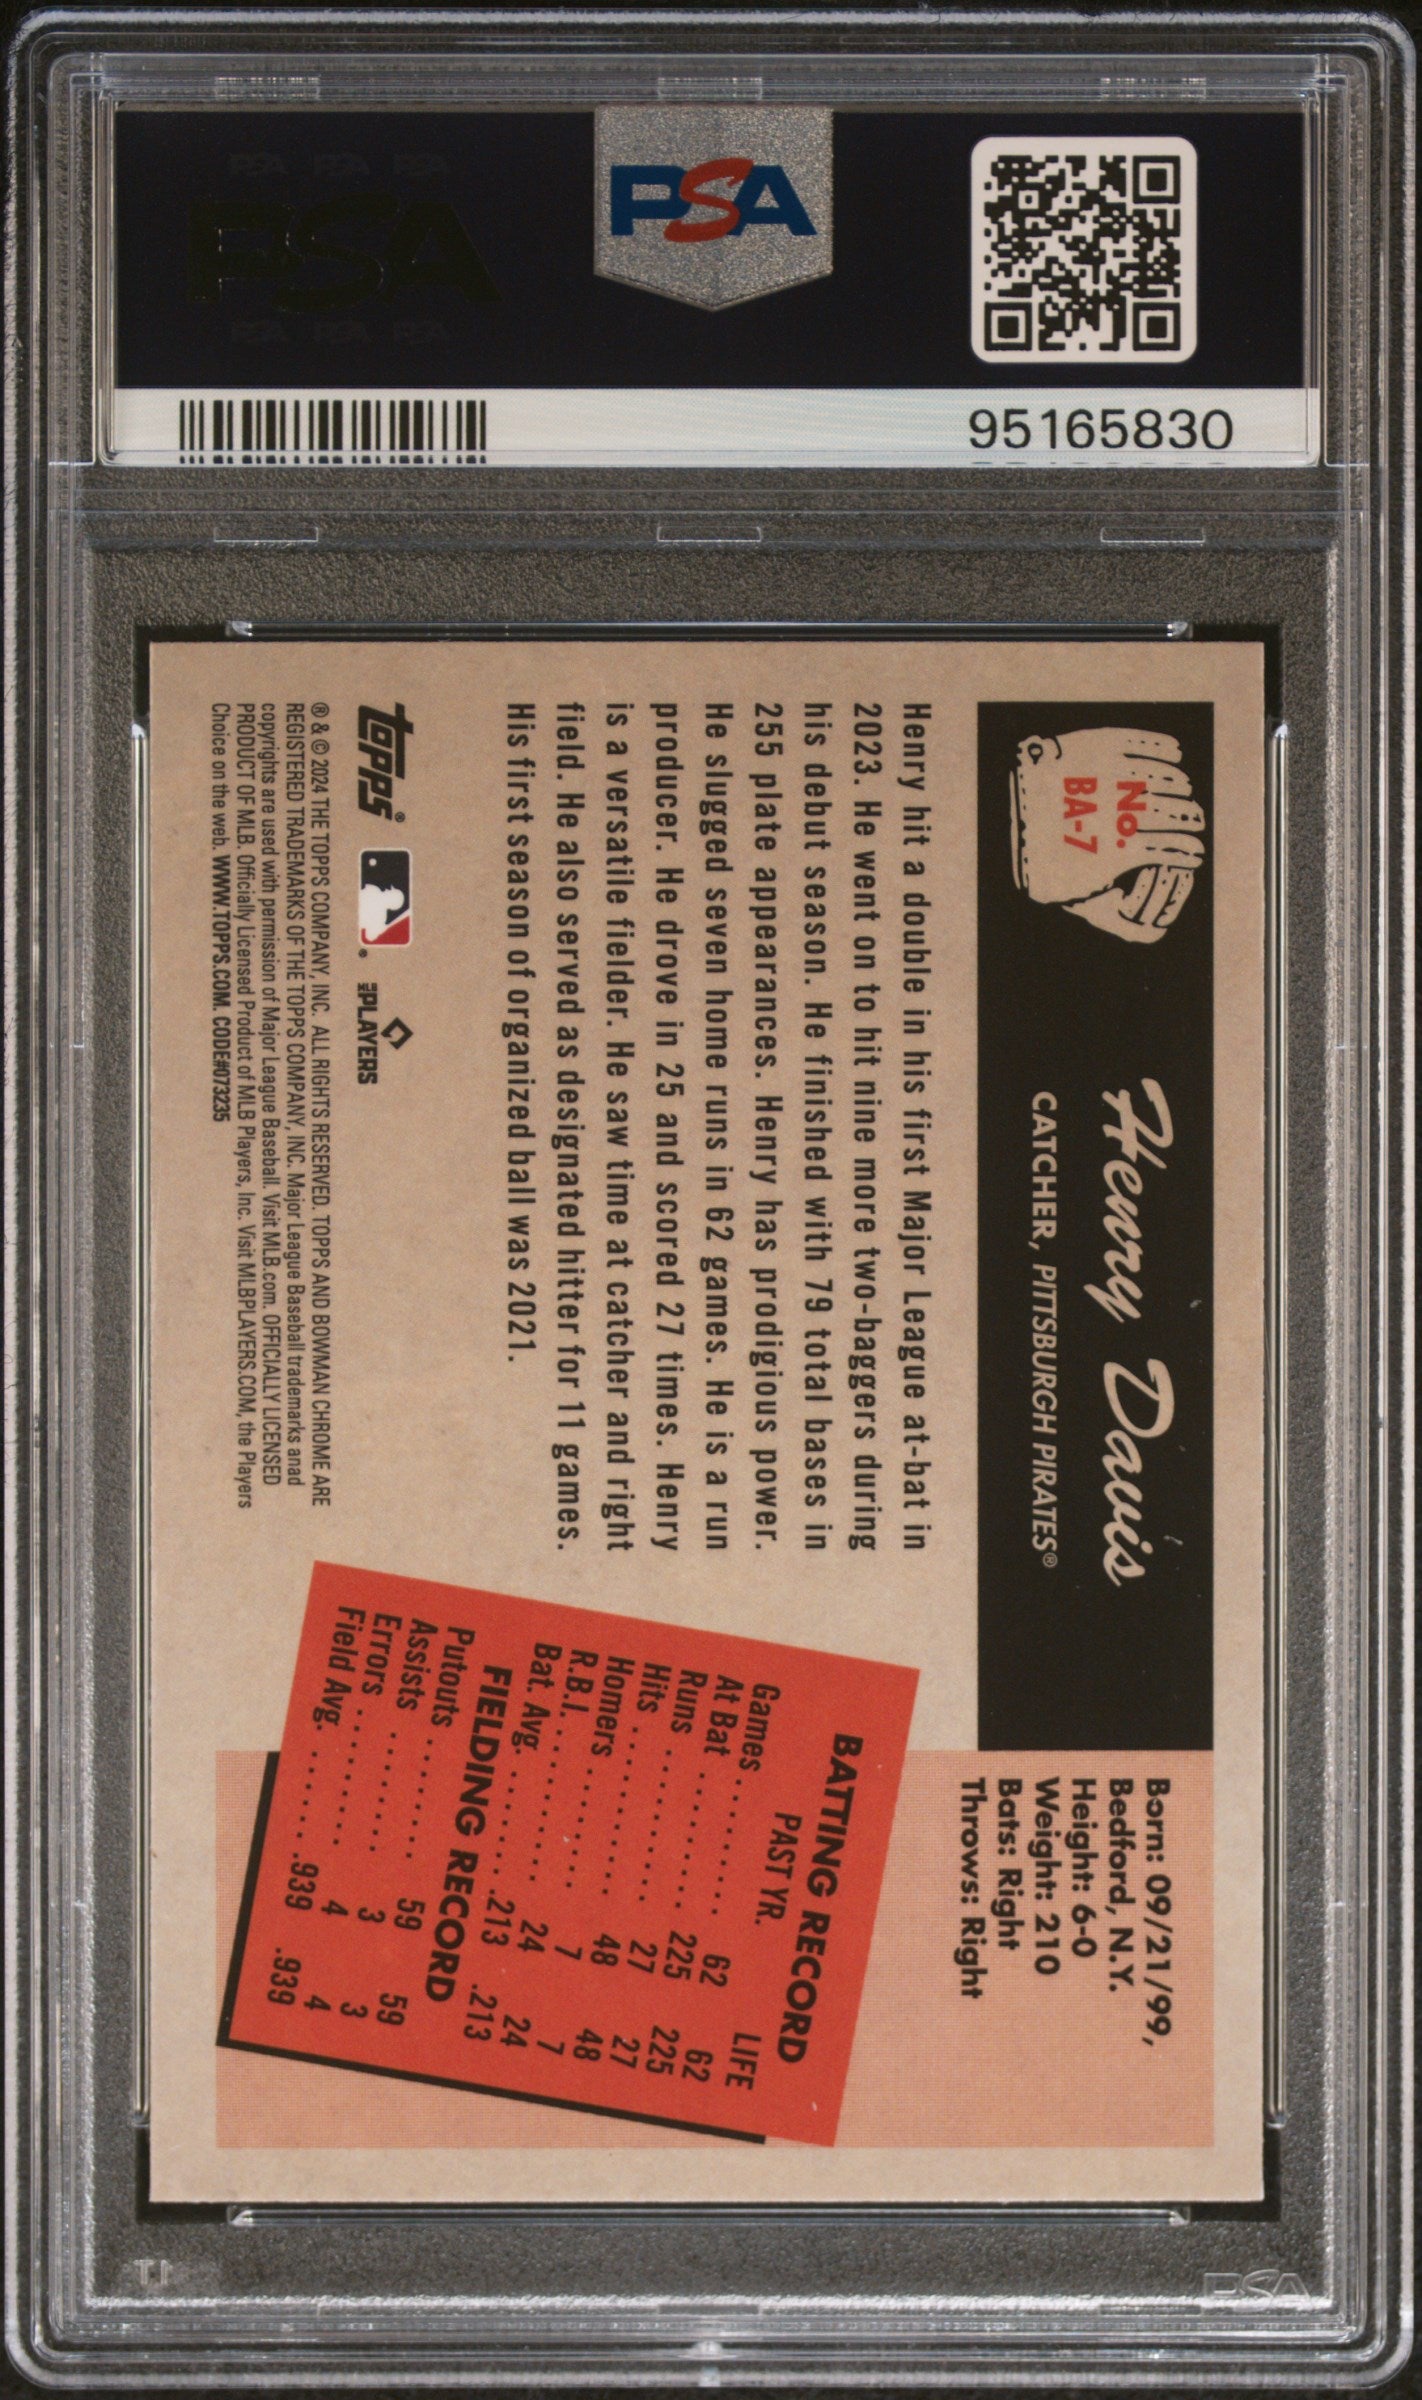 PSA
PSA PSA PSA
PSA
PSA PSA PSA
95165830
No.
BA-7
Henry Davis
CATCHER, PITTSBURGH PIRATES®
Born: 09/21/99,
Bedford, N.Y.
Height: 6-0
Weight: 210
Bats: Right
Throws: Right
Henry hit a double in his first Major League at-bat in
2023. He went on to hit nine more two-baggers during
his debut season. He finished with 79 total bases in
255 plate appearances. Henry has prodigious power.
He slugged seven home runs in 62 games. He is a run
producer. He drove in 25 and scored 27 times. Henry
is a versatile fielder. He saw time at catcher and right
field. He also served as designated hitter for 11 games.
His first season of organized ball was 2021.
BATTING RECORD
PAST YR. LIFE
Games . . . . . . . . . 62 62
At Bat . . . . . . . . . 225 225
Runs . . . . . . . . . . 27 27
Hits . . . . . . . . . . . 48 48
Homers . . . . . . . . 7 7
R.B.I. . . . . . . . . . . 24 24
Bat. Avg. . . . . . . . . .213 .213
FIELDING RECORD
Putouts . . . . . . . . 59 59
Assists . . . . . . . . 3 3
Errors . . . . . . . . . 4 4
Field Avg. . . . . . . . .939 .939
topps®
MLB PLAYERS
® & © 2024 THE TOPPS COMPANY, INC. ALL RIGHTS RESERVED. TOPPS AND BOWMAN CHROME ARE
REGISTERED TRADEMARKS OF THE TOPPS COMPANY, INC. Major League Baseball trademarks anad
copyrights are used with permission of Major League Baseball. Visit MLB.com. OFFICIALLY LICENSED
PRODUCT OF MLB. Officially Licensed Product of MLB Players, Inc. Visit MLBPLAYERS.COM, the Players
Choice on the web. WWW.TOPPS.COM. CODE#073235
PSA